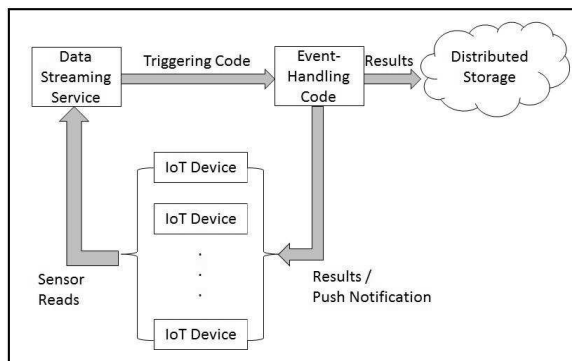 Data
Streaming
Service
Triggering Code
Event-
Handling
Code
Results
Distributed
Storage
IoT Device
IoT Device
.
.
.
IoT Device
Sensor
Reads
Results /
Push Notification